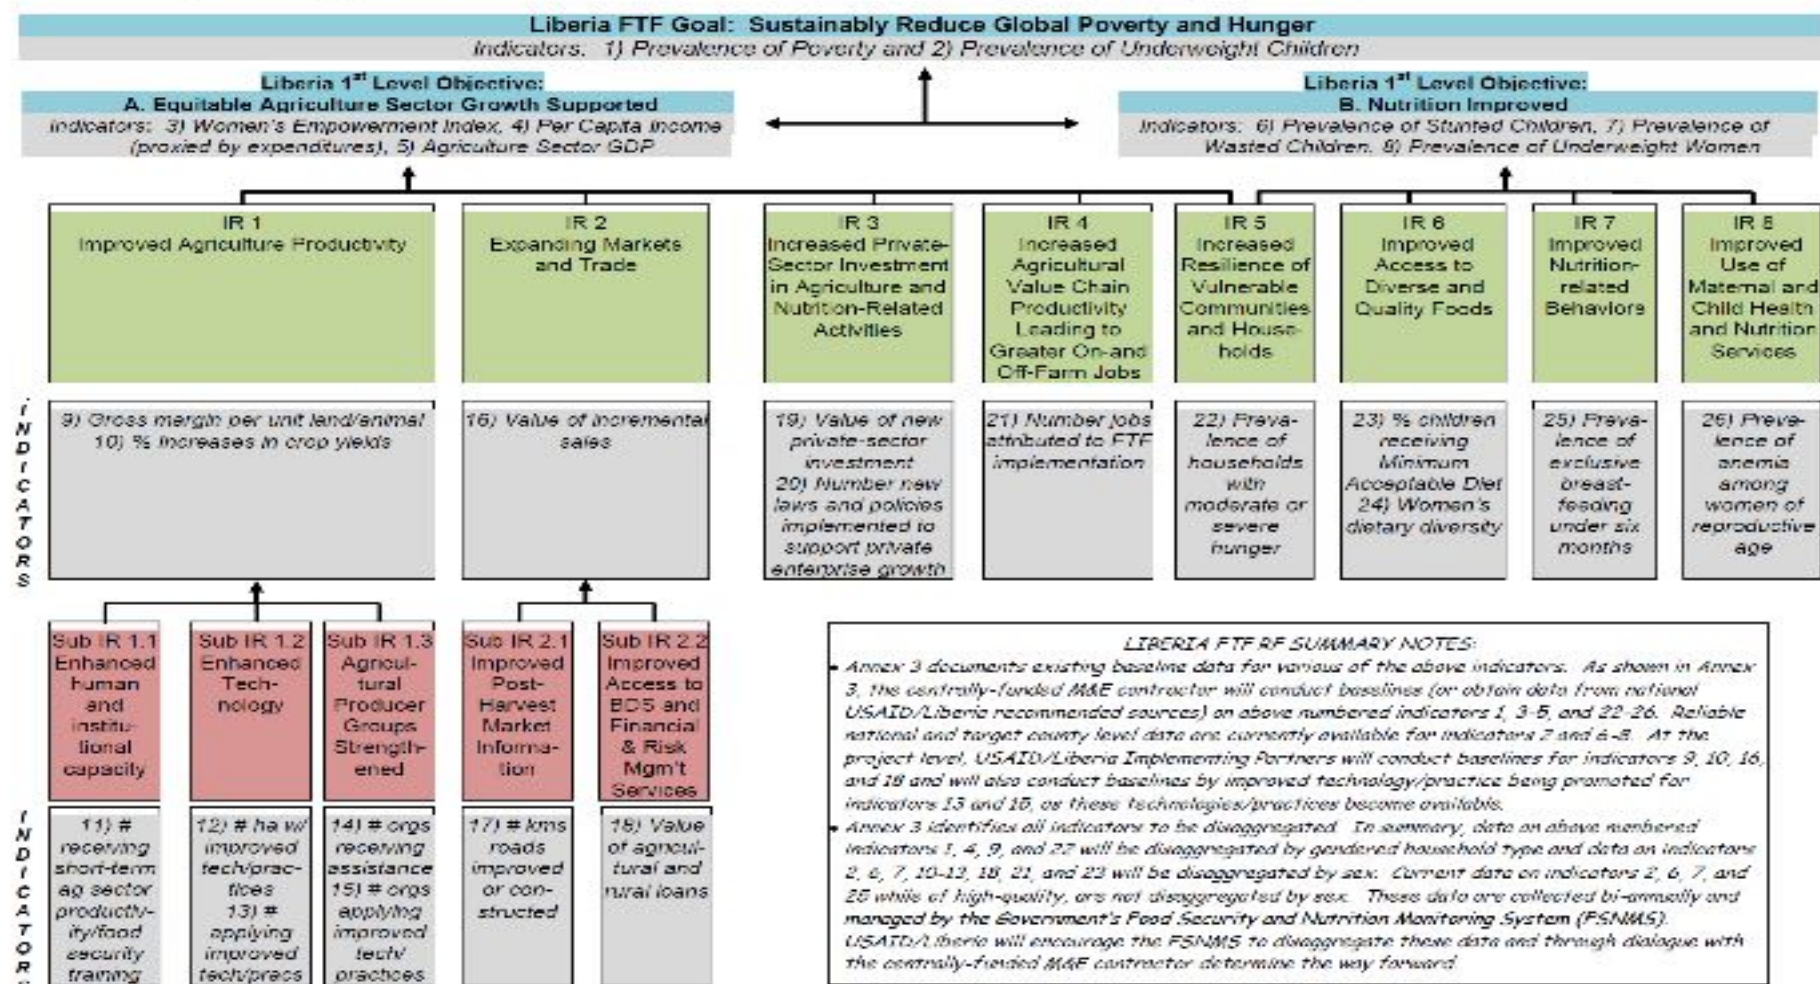 Liberia FTF Goal: Sustainably Reduce Global Poverty and Hunger
Indicators: 1) Prevalence of Poverty and 2) Prevalence of Underweight Children
Liberia 1st Level Objective:
A. Equitable Agriculture Sector Growth Supported
Indicators: 3) Women's Empowerment Index, 4) Per Capita Income
(proxied by expenditures), 5) Agriculture Sector GDP
Liberia 1st Level Objective:
B. Nutrition Improved
Indicators: 6) Prevalence of Stunted Children, 7) Prevalence of
Wasted Children, 8) Prevalence of Underweight Women
IR 1
Improved Agriculture Productivity
IR 2
Expanding Markets
and Trade
IR 3
Increased Private-
Sector Investment
in Agriculture and
Nutrition-Related
Activities
IR 4
Increased
Agricultural
Value Chain
Productivity
Leading to
Greater On-and
Off-Farm Jobs
IR 5
Increased
Resilience of
Vulnerable
Communities
and House-
holds
IR 6
Improved
Access to
Diverse and
Quality Foods
IR 7
Improved
Nutrition-
related
Behaviors
IR 8
Improved
Use of
Maternal and
Child Health
and Nutrition
Services
INDICATORS
9) Gross margin per unit land/animal
10) % Increases in crop yields
16) Value of incremental
sales
19) Value of new
private-sector
investment
20) Number new
laws and policies
implemented to
support private
enterprise growth
21) Number jobs
attributed to FTF
implementation
22) Preva-
lence of
households
with
moderate or
severe
hunger
23) % children
receiving
Minimum
Acceptable Diet
24) Women's
dietary diversity
25) Preva-
lence of
exclusive
breast-
feeding
under six
months
26) Preva-
lence of
anemia
among
women of
reproductive
age
Sub IR 1.1
Enhanced
human
and
institu-
tional
capacity
Sub IR 1.2
Enhanced
Tech-
nology
Sub IR 1.3
Agricul-
tural
Producer
Groups
Strength-
ened
Sub IR 2.1
Improved
Post-
Harvest
Market
Informa-
tion
Sub IR 2.2
Improved
Access to
BDS and
Financial
& Risk
Mgm't
Services
INDICATORS
11) #
receiving
short-term
ag sector
productiv-
ity/food
security
training
12) # ha w/
improved
tech/prac-
tices
13) #
applying
improved
tech/pracs
14) # orgs
receiving
assistance
15) # orgs
applying
improved
tech/
practices
17) # kms
roads
improved
or con-
structed
18) Value
of agricul-
tural and
rural loans
LIBERIA FTF RF SUMMARY NOTES:
• Annex 3 documents existing baseline data for various of the above indicators. As shown in Annex
3, the centrally-funded M&E contractor will conduct baselines (or obtain data from national
USAID/Liberia recommended sources) on above numbered indicators 1, 3-5, and 22-26. Reliable
national and target county level data are currently available for indicators 2 and 6-8. At the
project level, USAID/Liberia Implementing Partners will conduct baselines for indicators 9, 10, 16,
and 18 and will also conduct baselines by improved technology/practice being promoted for
indicators 13 and 15, as these technologies/practices become available.
• Annex 3 identifies all indicators to be disaggregated. In summary, data on above numbered
indicators 1, 4, 9, and 22 will be disaggregated by gendered household type and data on indicators
2, 6, 7, 10-13, 18, 21, and 23 will be disaggregated by sex. Current data on indicators 2, 6, 7, and
25 while of high-quality, are not disaggregated by sex. These data are collected bi-annually and
managed by the Government's Food Security and Nutrition Monitoring System (FSNMS).
USAID/Liberia will encourage the FSNMS to disaggregate these data and through dialogue with
the centrally-funded M&E contractor determine the way forward